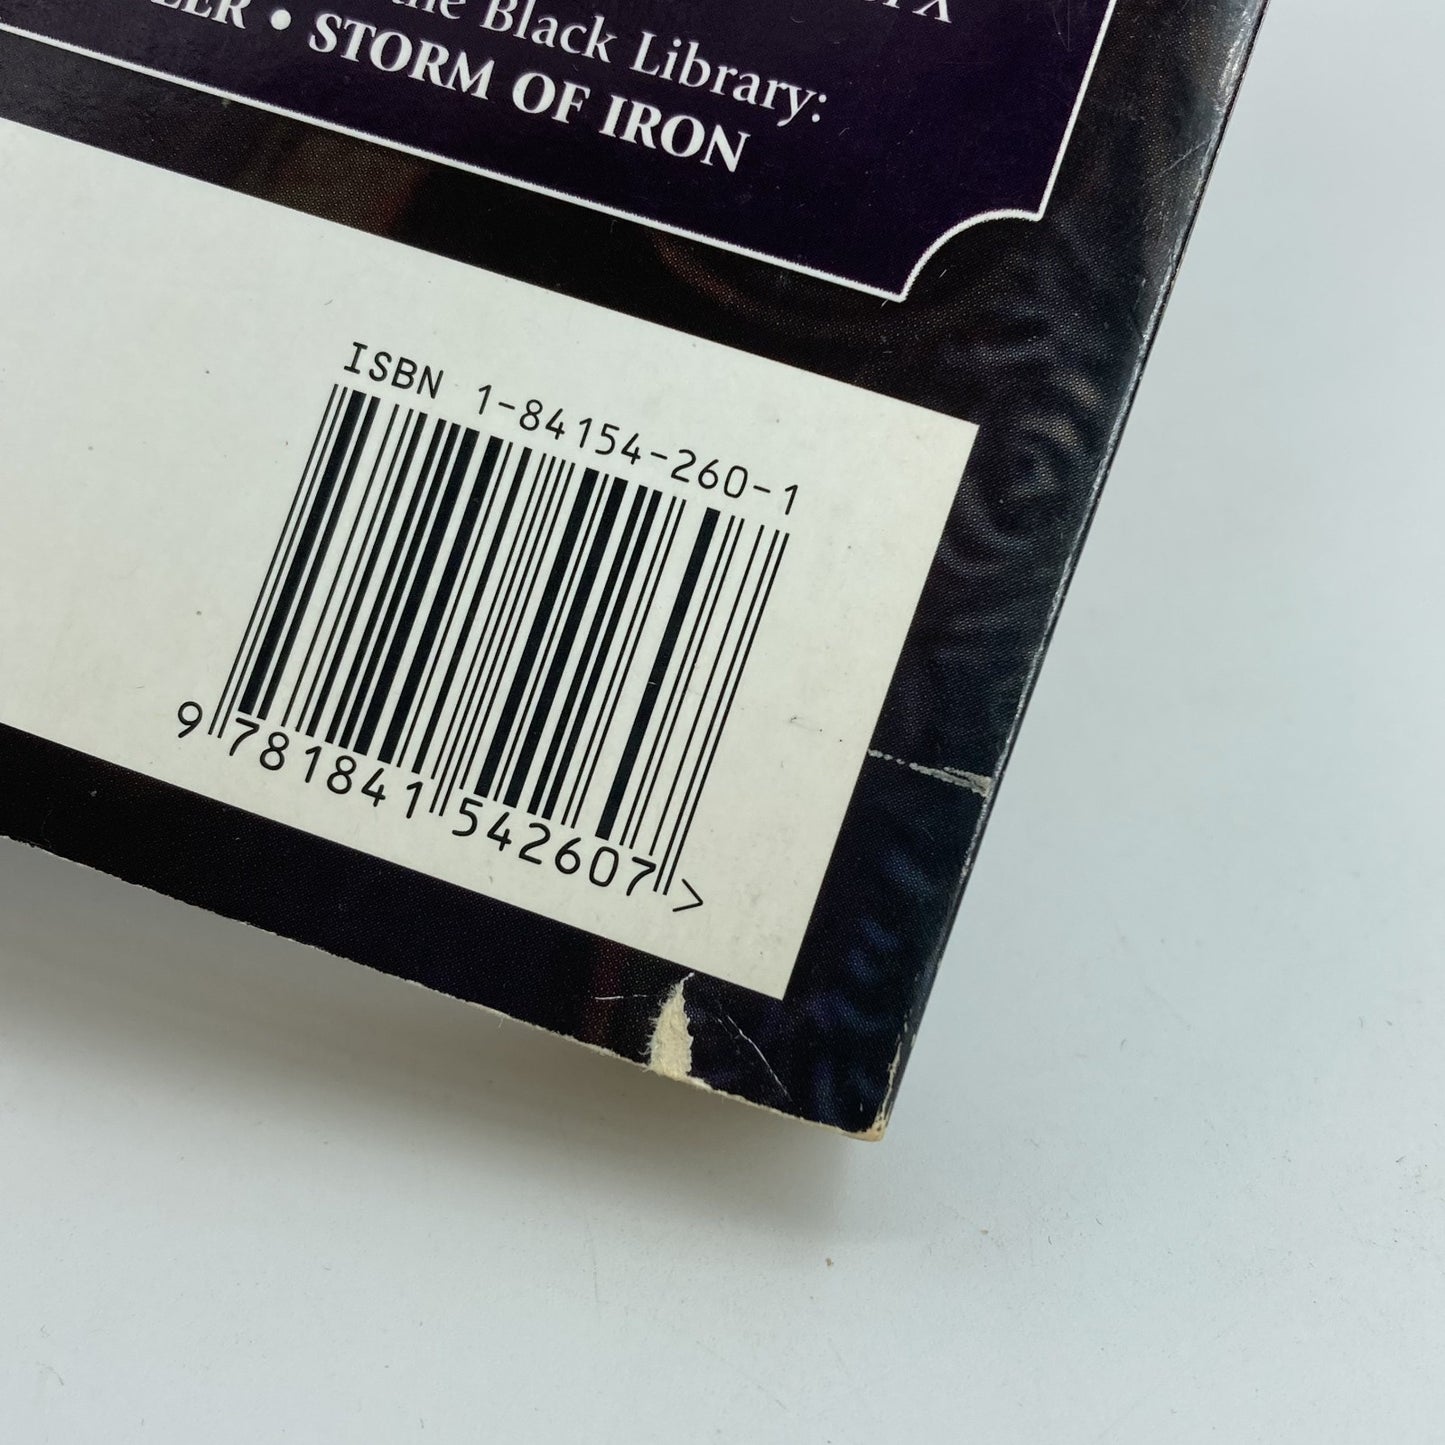 the Black Library:
• STORM OF IRON
ISBN 1-84154-260-1
9 781841 542607 >